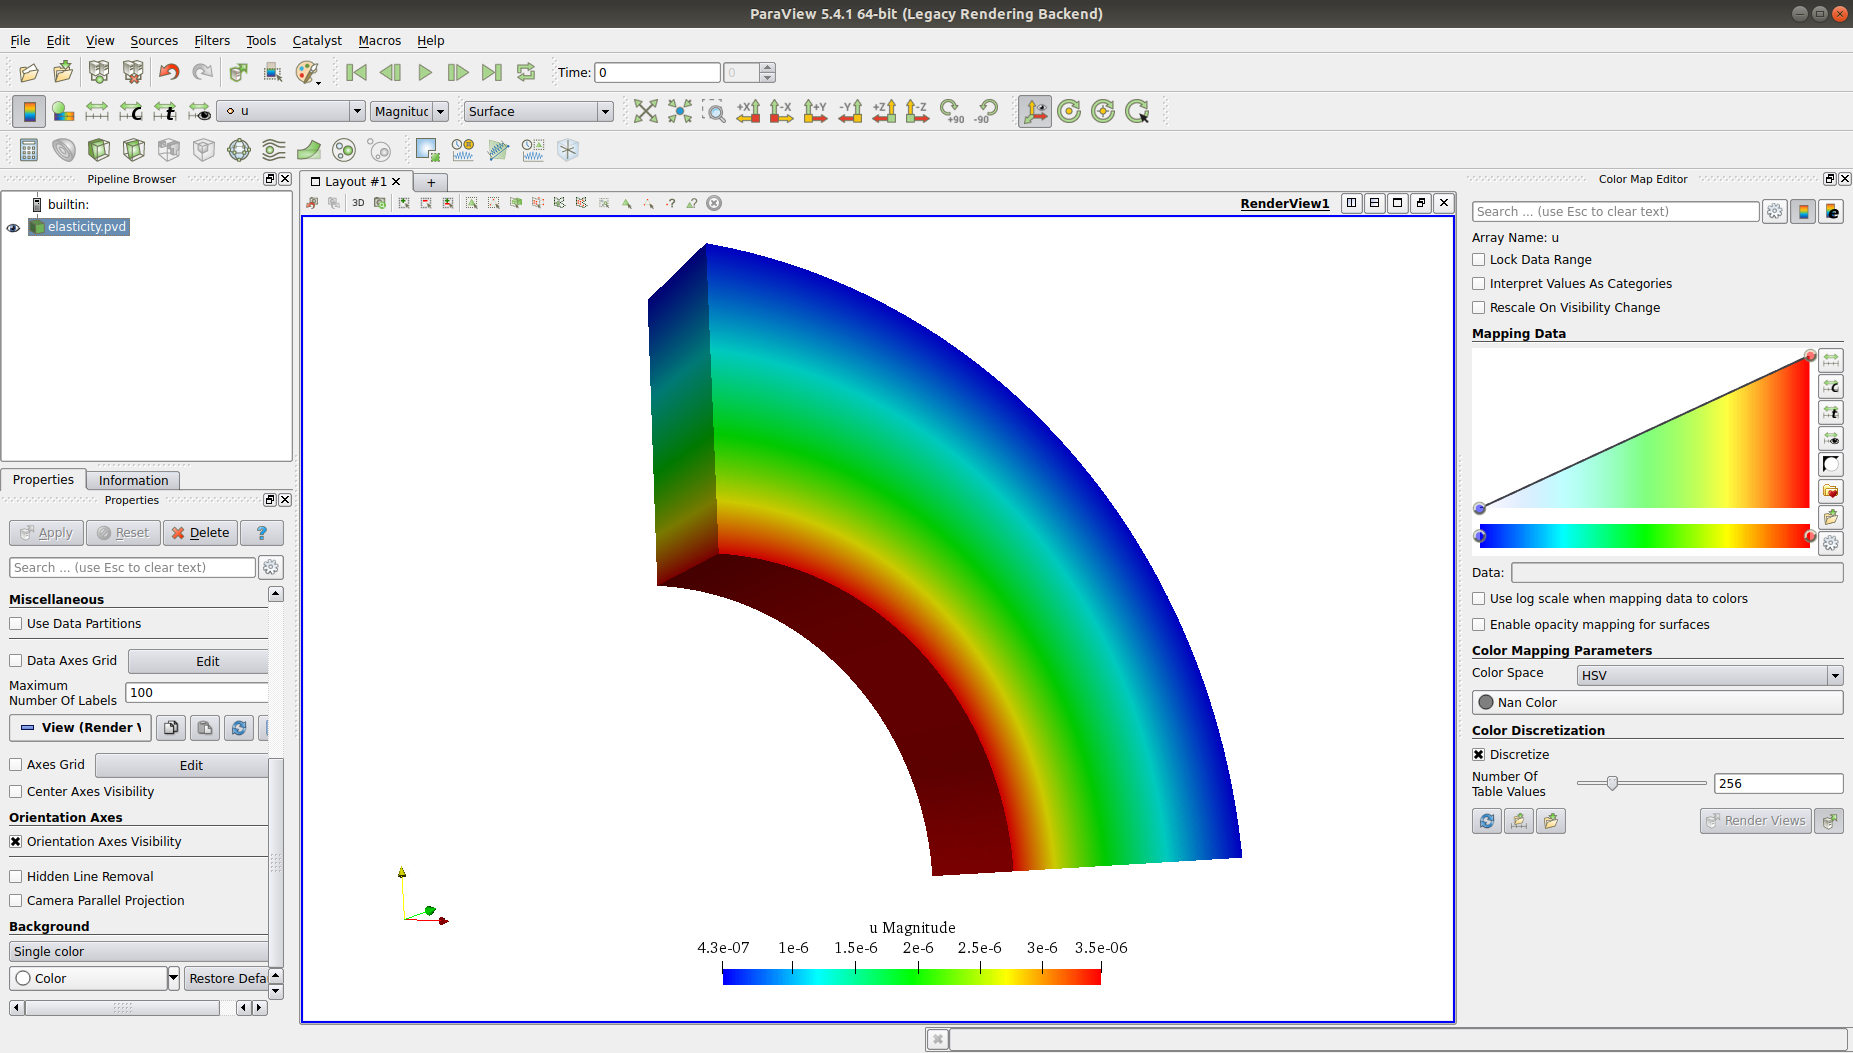 ParaView 5.4.1 64-bit (Legacy Rendering Backend)
File Edit View Sources Filters Tools Catalyst Macros Help
Time: 0 0
u Magnituc Surface +X -X +Y -Y +Z -Z +90 -90
Pipeline Browser
builtin:
elasticity.pvd
Properties Information
Properties
Apply Reset Delete ?
Search ... (use Esc to clear text)
Miscellaneous
Use Data Partitions
Data Axes Grid Edit
Maximum
Number Of Labels 100
View (Render V
Axes Grid Edit
Center Axes Visibility
Orientation Axes
Orientation Axes Visibility
Hidden Line Removal
Camera Parallel Projection
Background
Single color
Color Restore Defa
Layout #1 +
3D RenderView1
u Magnitude
4.3e-07 1e-6 1.5e-6 2e-6 2.5e-6 3e-6 3.5e-06
Color Map Editor
Search ... (use Esc to clear text)
Array Name: u
Lock Data Range
Interpret Values As Categories
Rescale On Visibility Change
Mapping Data
Data:
Use log scale when mapping data to colors
Enable opacity mapping for surfaces
Color Mapping Parameters
Color Space HSV
Nan Color
Color Discretization
Discretize
Number Of
Table Values 256
Render Views